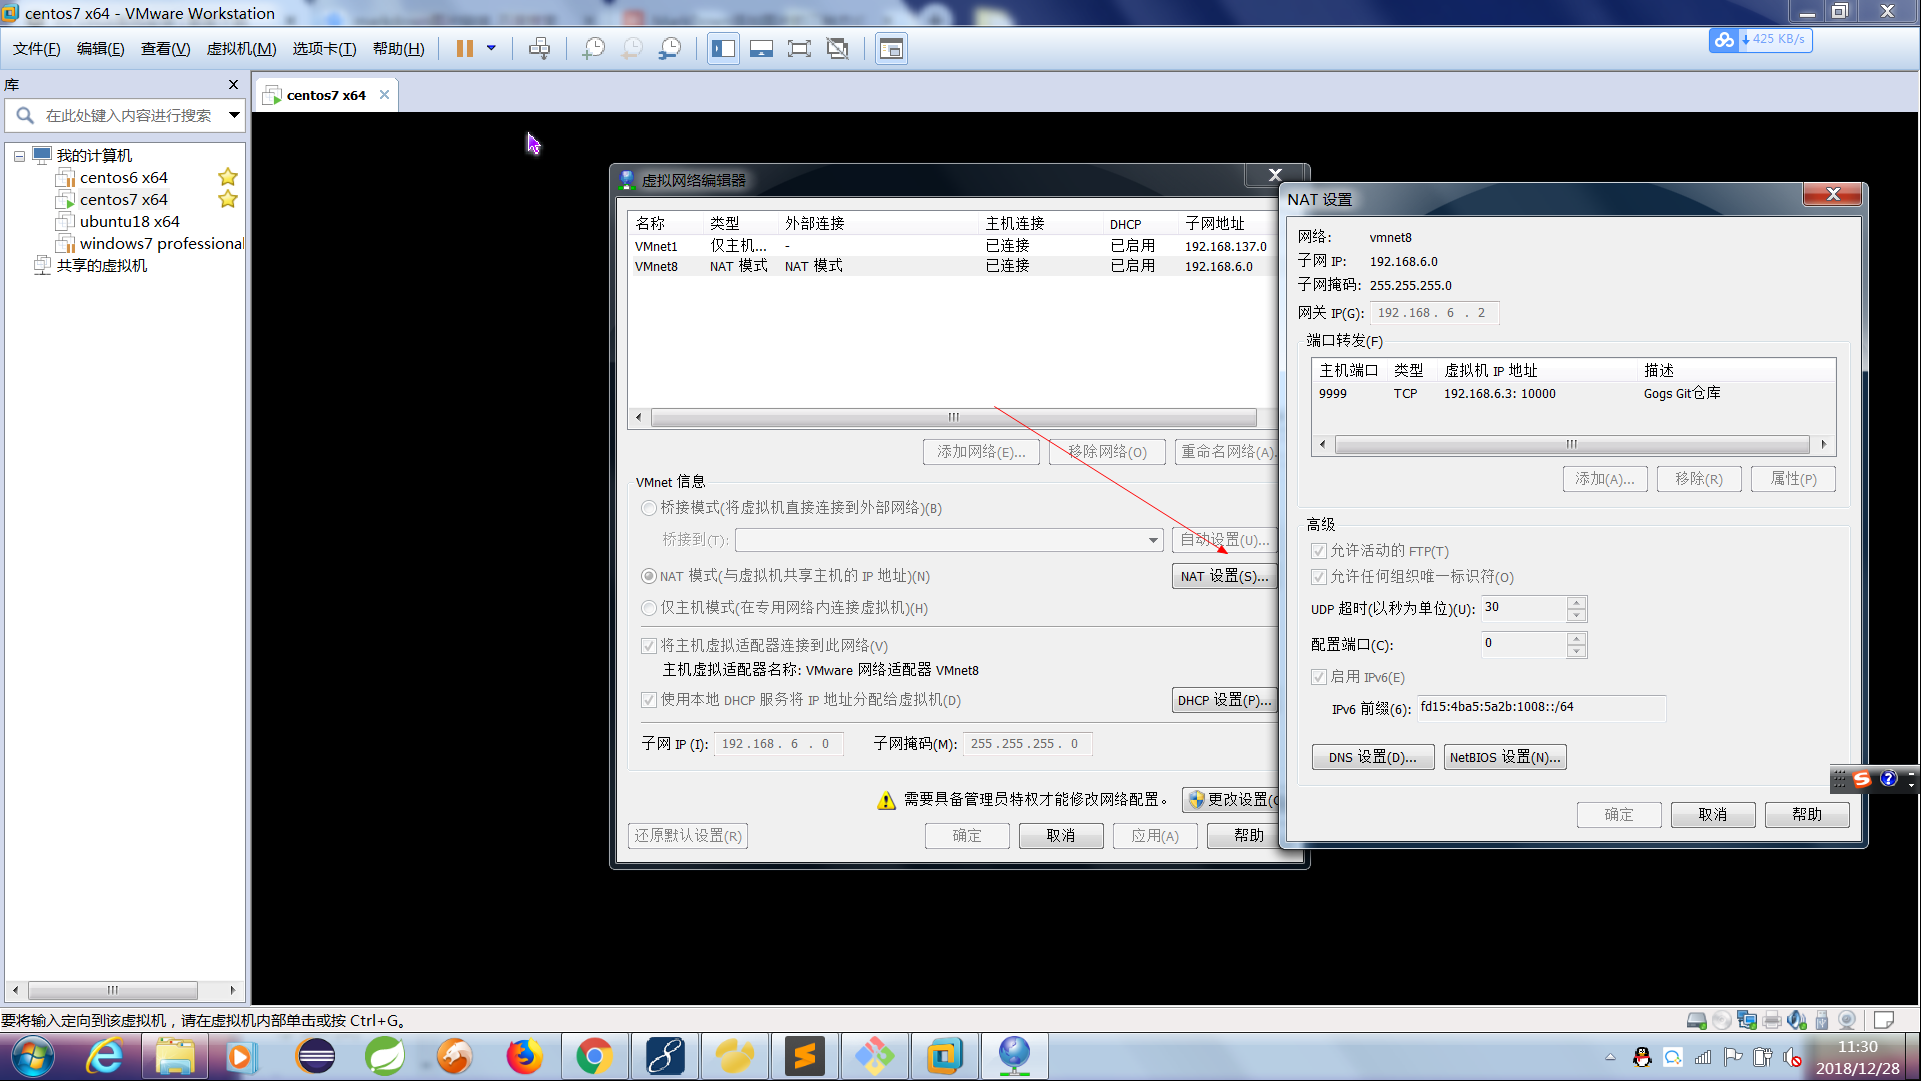 centos7 x64 - VMware Workstation
文件(F) 编辑(E) 查看(V) 虚拟机(M) 选项卡(T) 帮助(H)
425 KB/s
库
在此处键入内容进行搜索
我的计算机
centos6 x64
centos7 x64
ubuntu18 x64
windows7 professional
共享的虚拟机
centos7 x64
虚拟网络编辑器
名称 类型 外部连接 主机连接 DHCP 子网地址
VMnet1 仅主机... - 已连接 已启用 192.168.137.0
VMnet8 NAT 模式 NAT 模式 已连接 已启用 192.168.6.0
添加网络(E)... 移除网络(O) 重命名网络(A).
VMnet 信息
桥接模式(将虚拟机直接连接到外部网络)(B)
桥接到(T): 自动设置(U)...
NAT 模式(与虚拟机共享主机的 IP 地址)(N) NAT 设置(S)...
仅主机模式(在专用网络内连接虚拟机)(H)
将主机虚拟适配器连接到此网络(V)
主机虚拟适配器名称: VMware 网络适配器 VMnet8
使用本地 DHCP 服务将 IP 地址分配给虚拟机(D) DHCP 设置(P)...
子网 IP (I): 192 . 168 . 6 . 0 子网掩码(M): 255 . 255 . 255 . 0
需要具备管理员特权才能修改网络配置。 更改设置(C
还原默认设置(R) 确定 取消 应用(A) 帮助
NAT 设置
网络: vmnet8
子网 IP: 192.168.6.0
子网掩码: 255.255.255.0
网关 IP(G): 192 . 168 . 6 . 2
端口转发(F)
主机端口 类型 虚拟机 IP 地址 描述
9999 TCP 192.168.6.3: 10000 Gogs Git仓库
添加(A)... 移除(R) 属性(P)
高级
允许活动的 FTP(T)
允许任何组织唯一标识符(O)
UDP 超时(以秒为单位)(U): 30
配置端口(C): 0
启用 IPv6(E)
IPv6 前缀(6): fd15:4ba5:5a2b:1008::/64
DNS 设置(D)... NetBIOS 设置(N)...
确定 取消 帮助
要将输入定向到该虚拟机，请在虚拟机内部单击或按 Ctrl+G。
11:30
2018/12/28